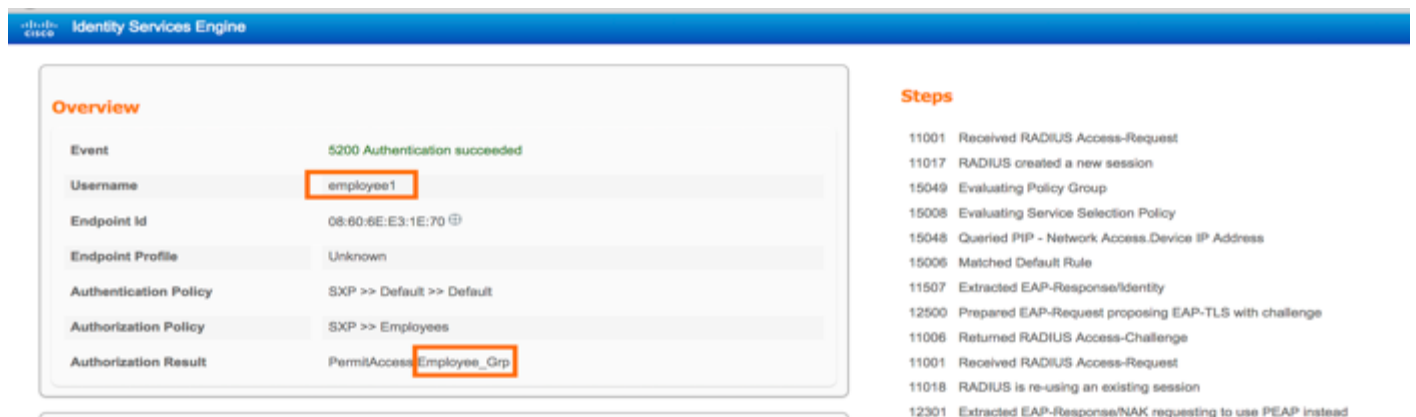 cisco Identity Services Engine
Overview
Event 5200 Authentication succeeded
Username employee1
Endpoint Id 08:60:6E:E3:1E:70
Endpoint Profile Unknown
Authentication Policy SXP >> Default >> Default
Authorization Policy SXP >> Employees
Authorization Result PermitAccess,Employee_Grp
Steps
11001 Received RADIUS Access-Request
11017 RADIUS created a new session
15049 Evaluating Policy Group
15008 Evaluating Service Selection Policy
15048 Queried PIP - Network Access.Device IP Address
15006 Matched Default Rule
11507 Extracted EAP-Response/Identity
12500 Prepared EAP-Request proposing EAP-TLS with challenge
11006 Returned RADIUS Access-Challenge
11001 Received RADIUS Access-Request
11018 RADIUS is re-using an existing session
12301 Extracted EAP-Response/NAK requesting to use PEAP instead